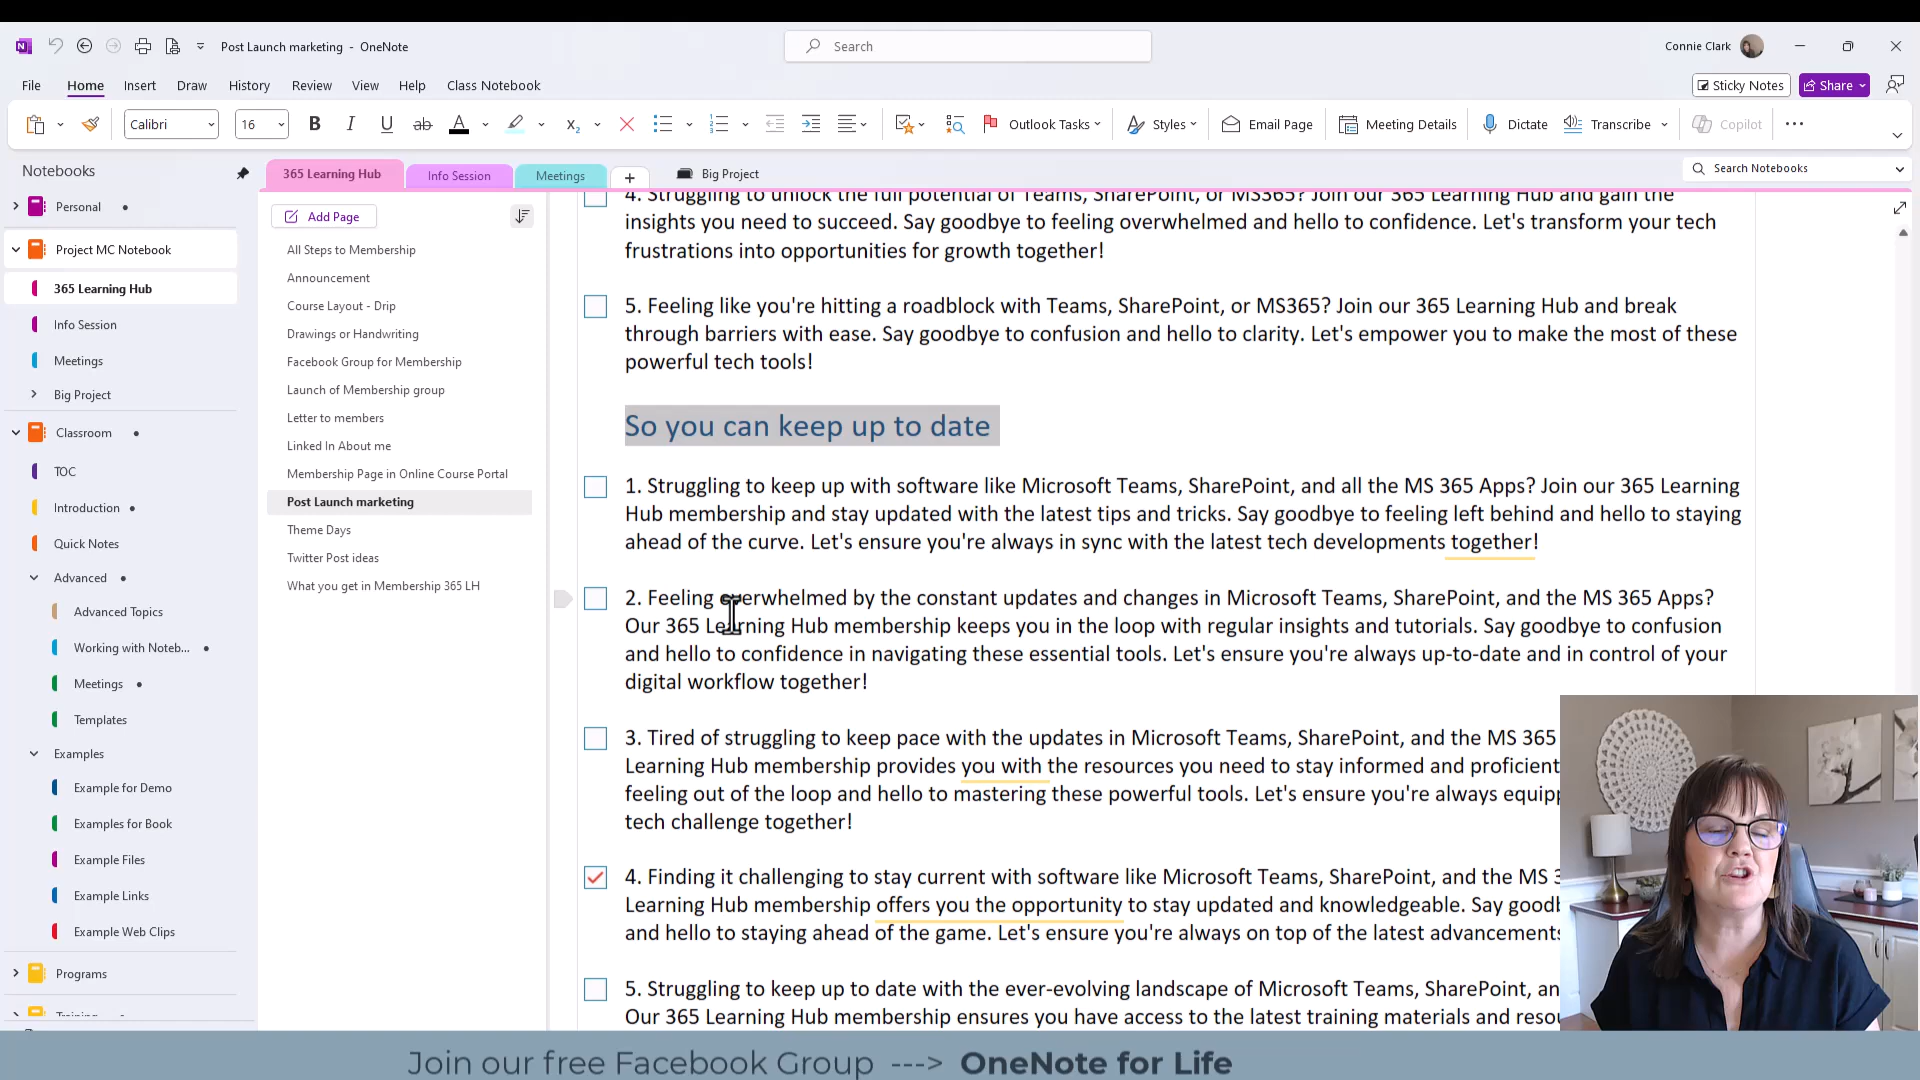 Post Launch marketing - OneNote
Search
Connie Clark
File Home Insert Draw History Review View Help Class Notebook
Sticky Notes Share
Calibri 16 B I U ab A X₂ Outlook Tasks Styles Email Page Meeting Details Dictate Transcribe Copilot
Notebooks
365 Learning Hub Info Session Meetings + Big Project
Search Notebooks
Personal
Project MC Notebook
365 Learning Hub
Info Session
Meetings
Big Project
Classroom
TOC
Introduction
Quick Notes
Advanced
Advanced Topics
Working with Noteb...
Meetings
Templates
Examples
Example for Demo
Examples for Book
Example Files
Example Links
Example Web Clips
Programs
Training
Add Page
All Steps to Membership
Announcement
Course Layout - Drip
Drawings or Handwriting
Facebook Group for Membership
Launch of Membership group
Letter to members
Linked In About me
Membership Page in Online Course Portal
Post Launch marketing
Theme Days
Twitter Post ideas
What you get in Membership 365 LH
4. Struggling to unlock the full potential of Teams, SharePoint, or MS365? Join our 365 Learning Hub and gain the
insights you need to succeed. Say goodbye to feeling overwhelmed and hello to confidence. Let's transform your tech
frustrations into opportunities for growth together!
5. Feeling like you're hitting a roadblock with Teams, SharePoint, or MS365? Join our 365 Learning Hub and break
through barriers with ease. Say goodbye to confusion and hello to clarity. Let's empower you to make the most of these
powerful tech tools!
So you can keep up to date
1. Struggling to keep up with software like Microsoft Teams, SharePoint, and all the MS 365 Apps? Join our 365 Learning
Hub membership and stay updated with the latest tips and tricks. Say goodbye to feeling left behind and hello to staying
ahead of the curve. Let's ensure you're always in sync with the latest tech developments together!
2. Feeling overwhelmed by the constant updates and changes in Microsoft Teams, SharePoint, and the MS 365 Apps?
Our 365 Learning Hub membership keeps you in the loop with regular insights and tutorials. Say goodbye to confusion
and hello to confidence in navigating these essential tools. Let's ensure you're always up-to-date and in control of your
digital workflow together!
3. Tired of struggling to keep pace with the updates in Microsoft Teams, SharePoint, and the MS 365
Learning Hub membership provides you with the resources you need to stay informed and proficient
feeling out of the loop and hello to mastering these powerful tools. Let's ensure you're always
tech challenge together!
4. Finding it challenging to stay current with software like Microsoft Teams, SharePoint, and the MS
Learning Hub membership offers you the opportunity to stay updated and knowledgeable. Say
and hello to staying ahead of the game. Let's ensure you're always on top of the latest advancements
5. Struggling to keep up to date with the ever-evolving landscape of Microsoft Teams, SharePoint,
Our 365 Learning Hub membership ensures you have access to the latest training materials and
Join our free Facebook Group ---> OneNote for Life